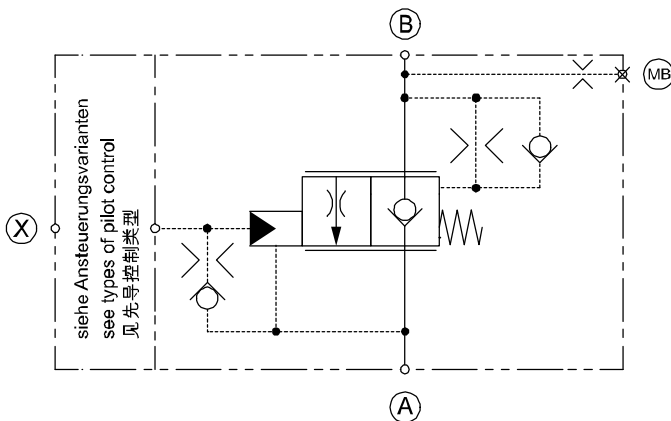 B
MB
X
siehe Ansteuerungsvarianten
see types of pilot control
见先导控制类型
A